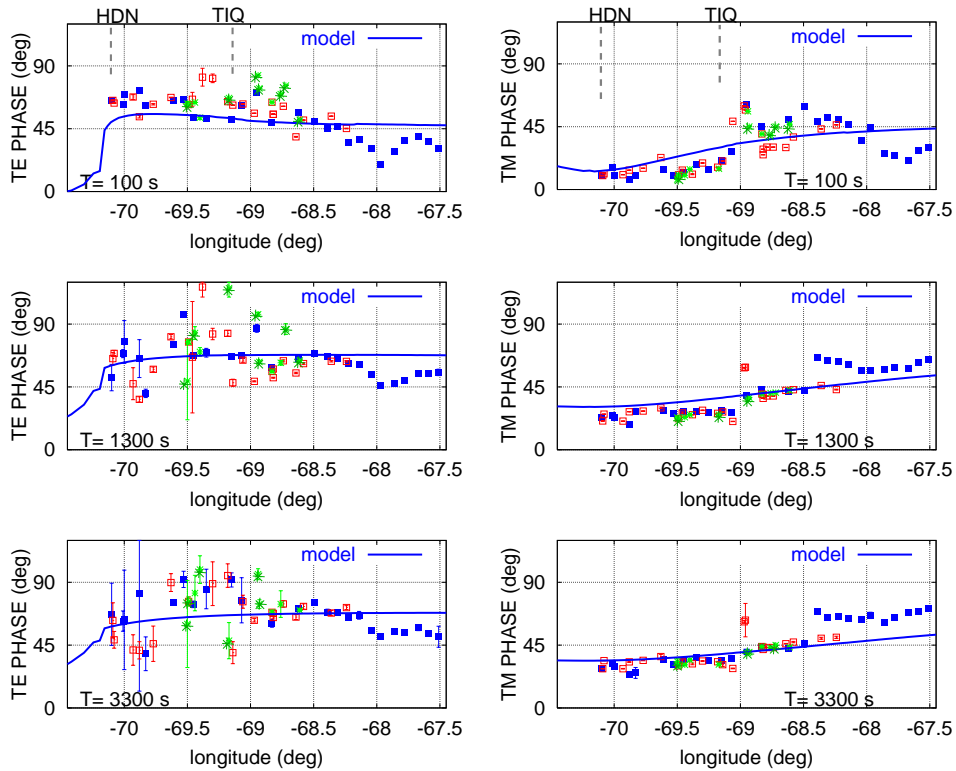 HDN TIQ
model
TE PHASE (deg)
90
45
0
T= 100 s
-70 -69.5 -69 -68.5 -68 -67.5
longitude (deg)
HDN TIQ
model
TM PHASE (deg)
90
45
0
T= 100 s
-70 -69.5 -69 -68.5 -68 -67.5
longitude (deg)
model
TE PHASE (deg)
90
45
0
T= 1300 s
-70 -69.5 -69 -68.5 -68 -67.5
longitude (deg)
model
TM PHASE (deg)
90
45
0
T= 1300 s
-70 -69.5 -69 -68.5 -68 -67.5
longitude (deg)
model
TE PHASE (deg)
90
45
0
T= 3300 s
-70 -69.5 -69 -68.5 -68 -67.5
longitude (deg)
model
TM PHASE (deg)
90
45
0
T= 3300 s
-70 -69.5 -69 -68.5 -68 -67.5
longitude (deg)